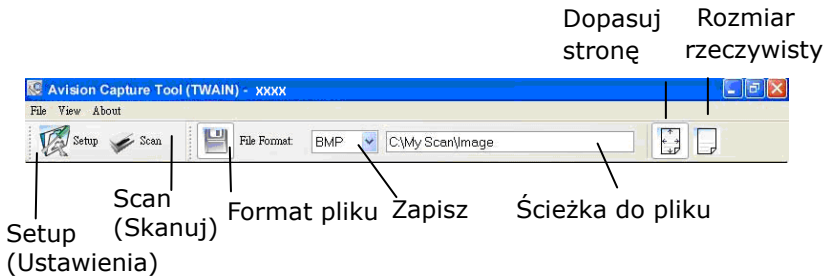 Dopasuj stronę
Rozmiar rzeczywisty
Avision Capture Tool (TWAIN) - xxxx
File View About
Setup Scan File Format: BMP C:\My Scan\Image
Setup (Ustawienia)
Scan (Skanuj)
Format pliku
Zapisz
Ścieżka do pliku